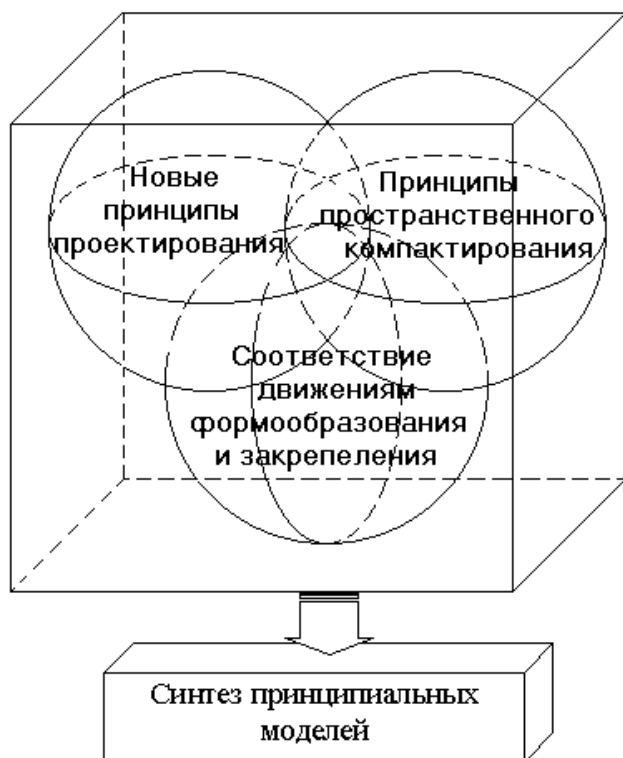 Новые
принципы
проектирования
Принципы
пространственного
компактирования
Соответствие
движениям
формообразования
и закрепеления
Синтез принципиальных
моделей